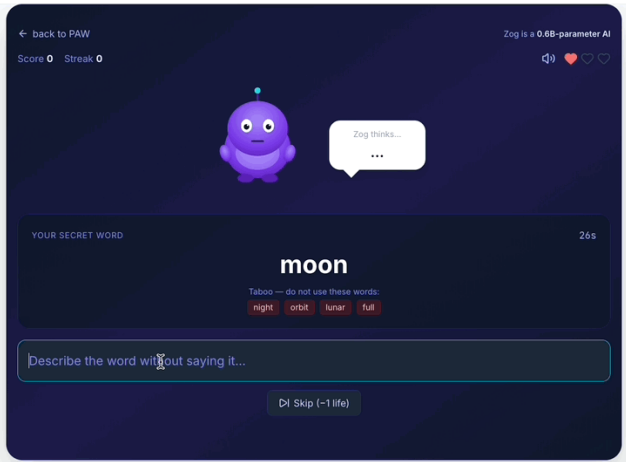 ← back to PAW
Zog is a 0.6B-parameter AI
Score 0 Streak 0
Zog thinks...
...
YOUR SECRET WORD
26s
moon
Taboo — do not use these words:
night orbit lunar full
Describe the word without saying it...
Skip (−1 life)